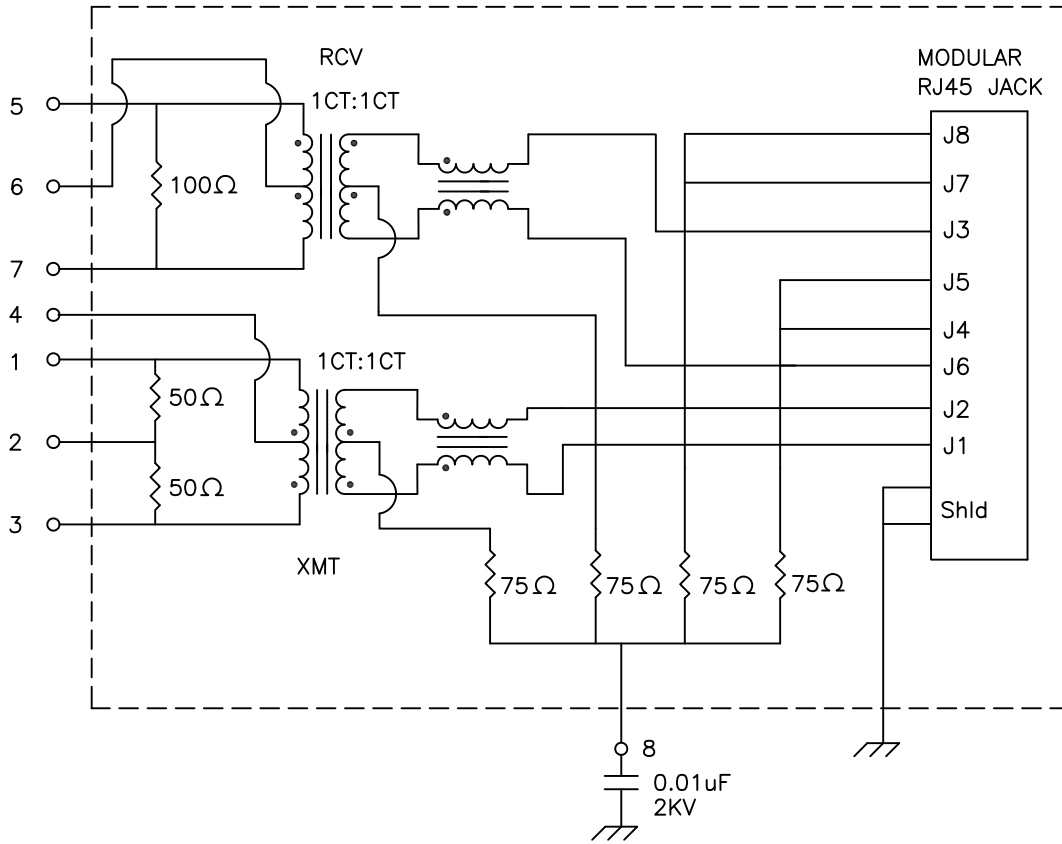 RCV
MODULAR
RJ45 JACK
1CT:1CT
5
6
7
4
1
2
3
100Ω
J8
J7
J3
J5
J4
J6
J2
J1
Shld
1CT:1CT
50Ω
50Ω
XMT
75Ω
75Ω
75Ω
75Ω
8
0.01uF
2KV